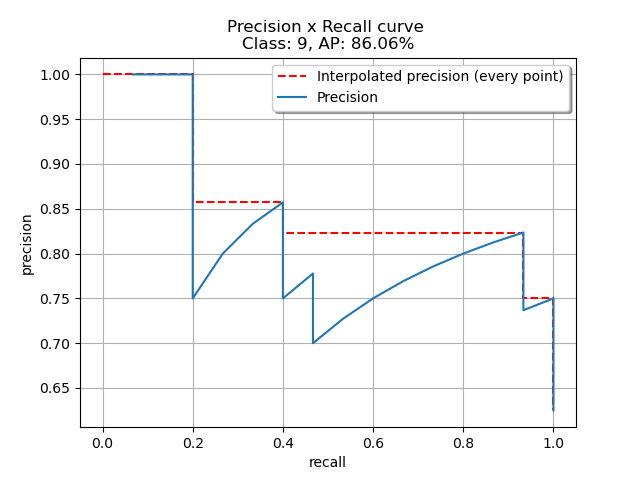 Precision x Recall curve
Class: 9, AP: 86.06%
Interpolated precision (every point)
Precision
1.00
0.95
0.90
0.85
0.80
0.75
0.70
0.65
precision
0.0 0.2 0.4 0.6 0.8 1.0
recall